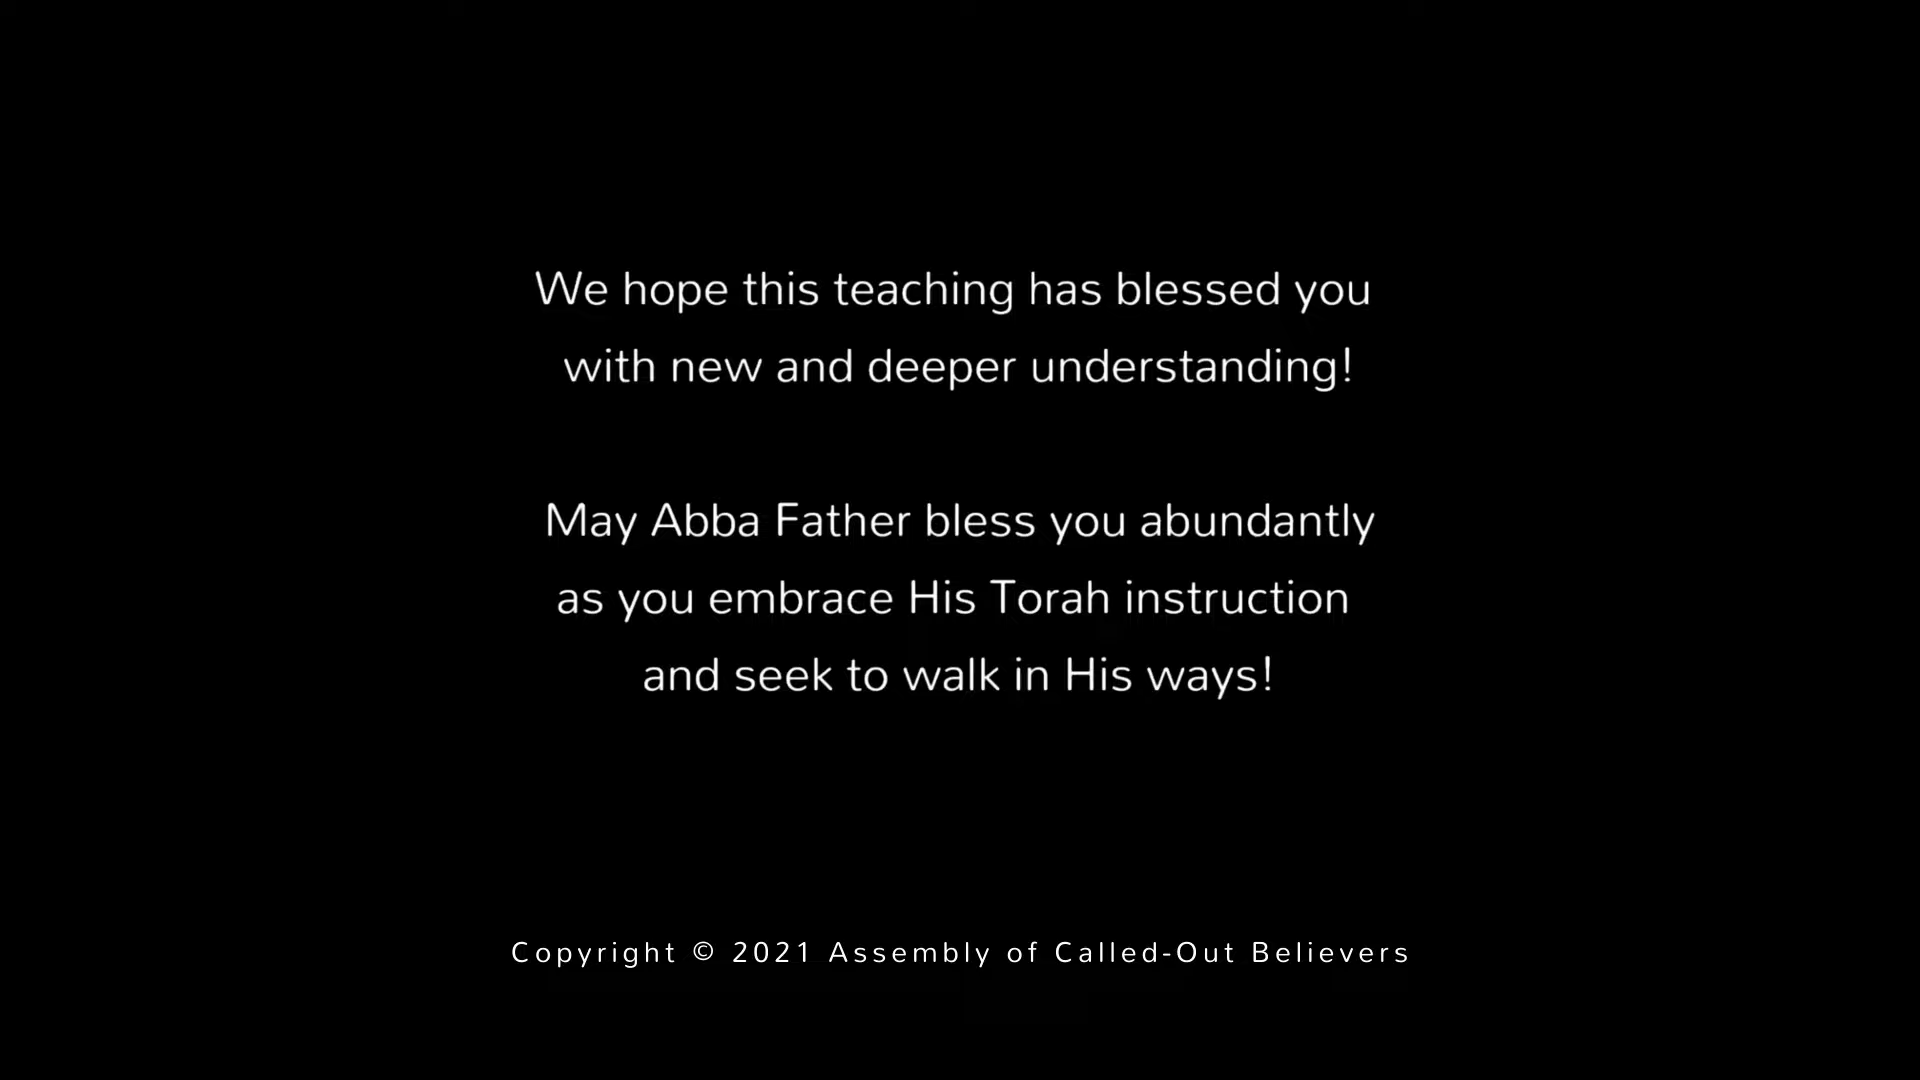 We hope this teaching has blessed you
with new and deeper understanding!
May Abba Father bless you abundantly
as you embrace His Torah instruction
and seek to walk in His ways!
Copyright © 2021 Assembly of Called-Out Believers